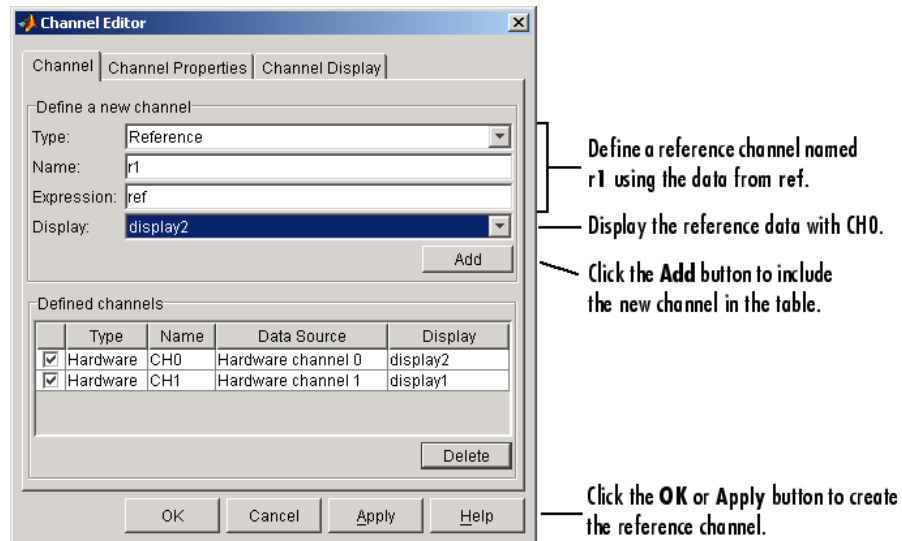 Channel Editor
Channel Channel Properties Channel Display
Define a new channel
Type: Reference
Name: r1
Expression: ref
Display: display2
Add
Define a reference channel named
r1 using the data from ref.
Display the reference data with CH0.
Click the Add button to include
the new channel in the table.
Defined channels
Type Name Data Source Display
Hardware CH0 Hardware channel 0 display2
Hardware CH1 Hardware channel 1 display1
Delete
OK Cancel Apply Help
Click the OK or Apply button to create
the reference channel.